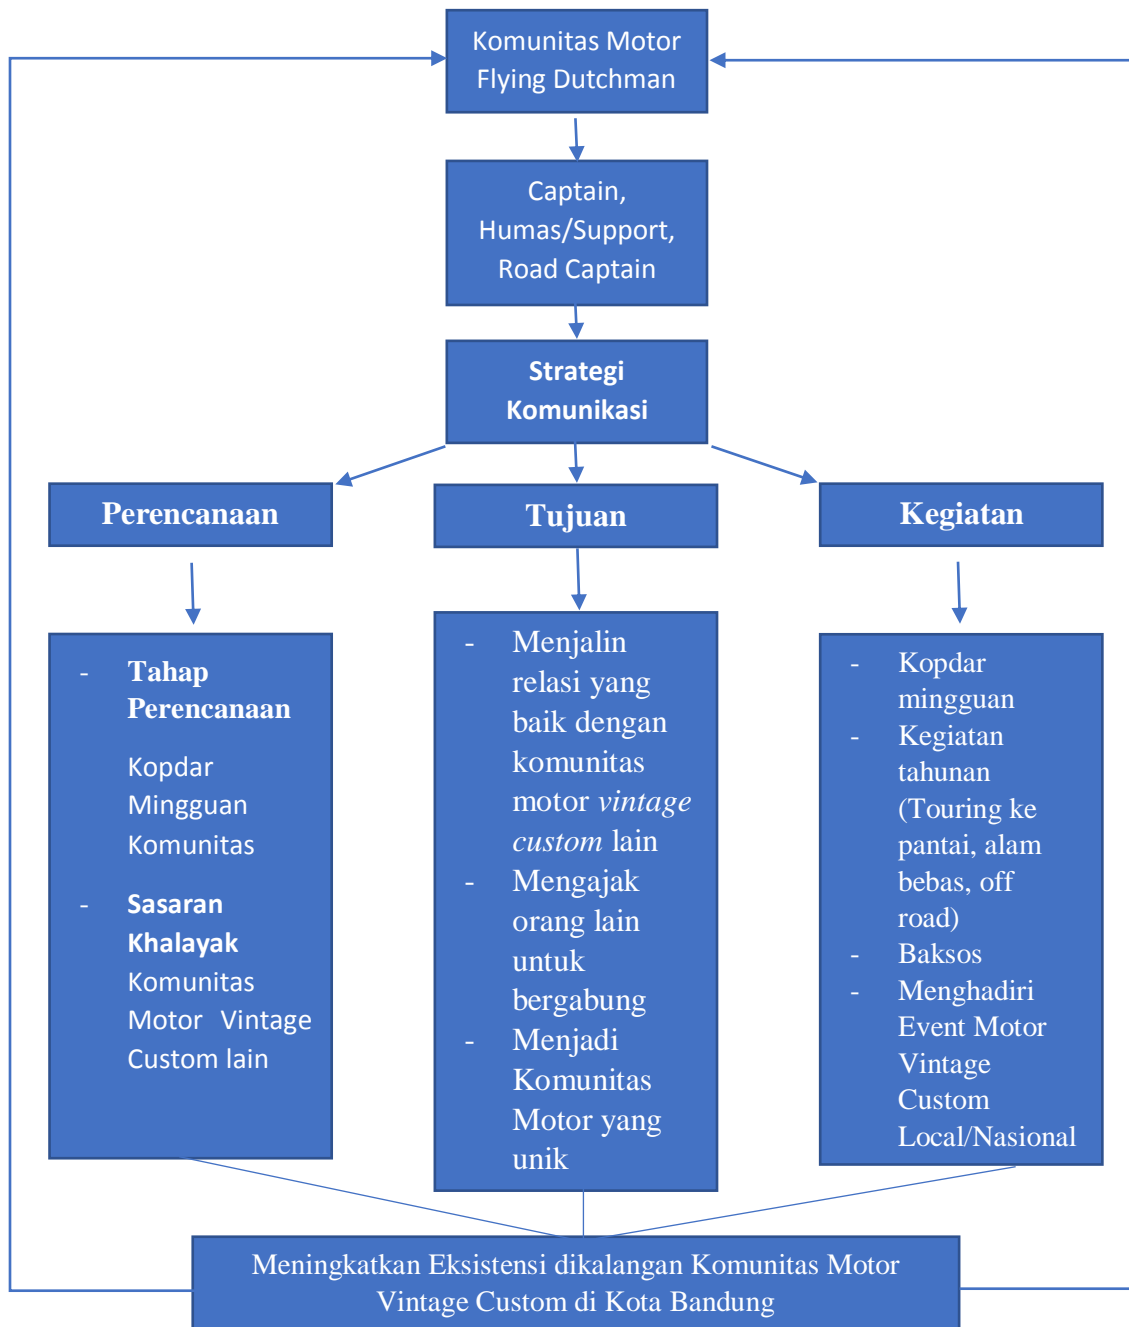 Komunitas Motor
Flying Dutchman
Captain,
Humas/Support,
Road Captain
Strategi
Komunikasi
Perencanaan
Tujuan
Kegiatan
- Tahap
Perencanaan
Kopdar
Mingguan
Komunitas
- Sasaran
Khalayak
Komunitas
Motor Vintage
Custom lain
- Menjalin
relasi yang
baik dengan
komunitas
motor vintage
custom lain
- Mengajak
orang lain
untuk
bergabung
- Menjadi
Komunitas
Motor yang
unik
- Kopdar
mingguan
- Kegiatan
tahunan
(Touring ke
pantai, alam
bebas, off
road)
- Baksos
- Menghadiri
Event Motor
Vintage
Custom
Local/Nasional
Meningkatkan Eksistensi dikalangan Komunitas Motor
Vintage Custom di Kota Bandung